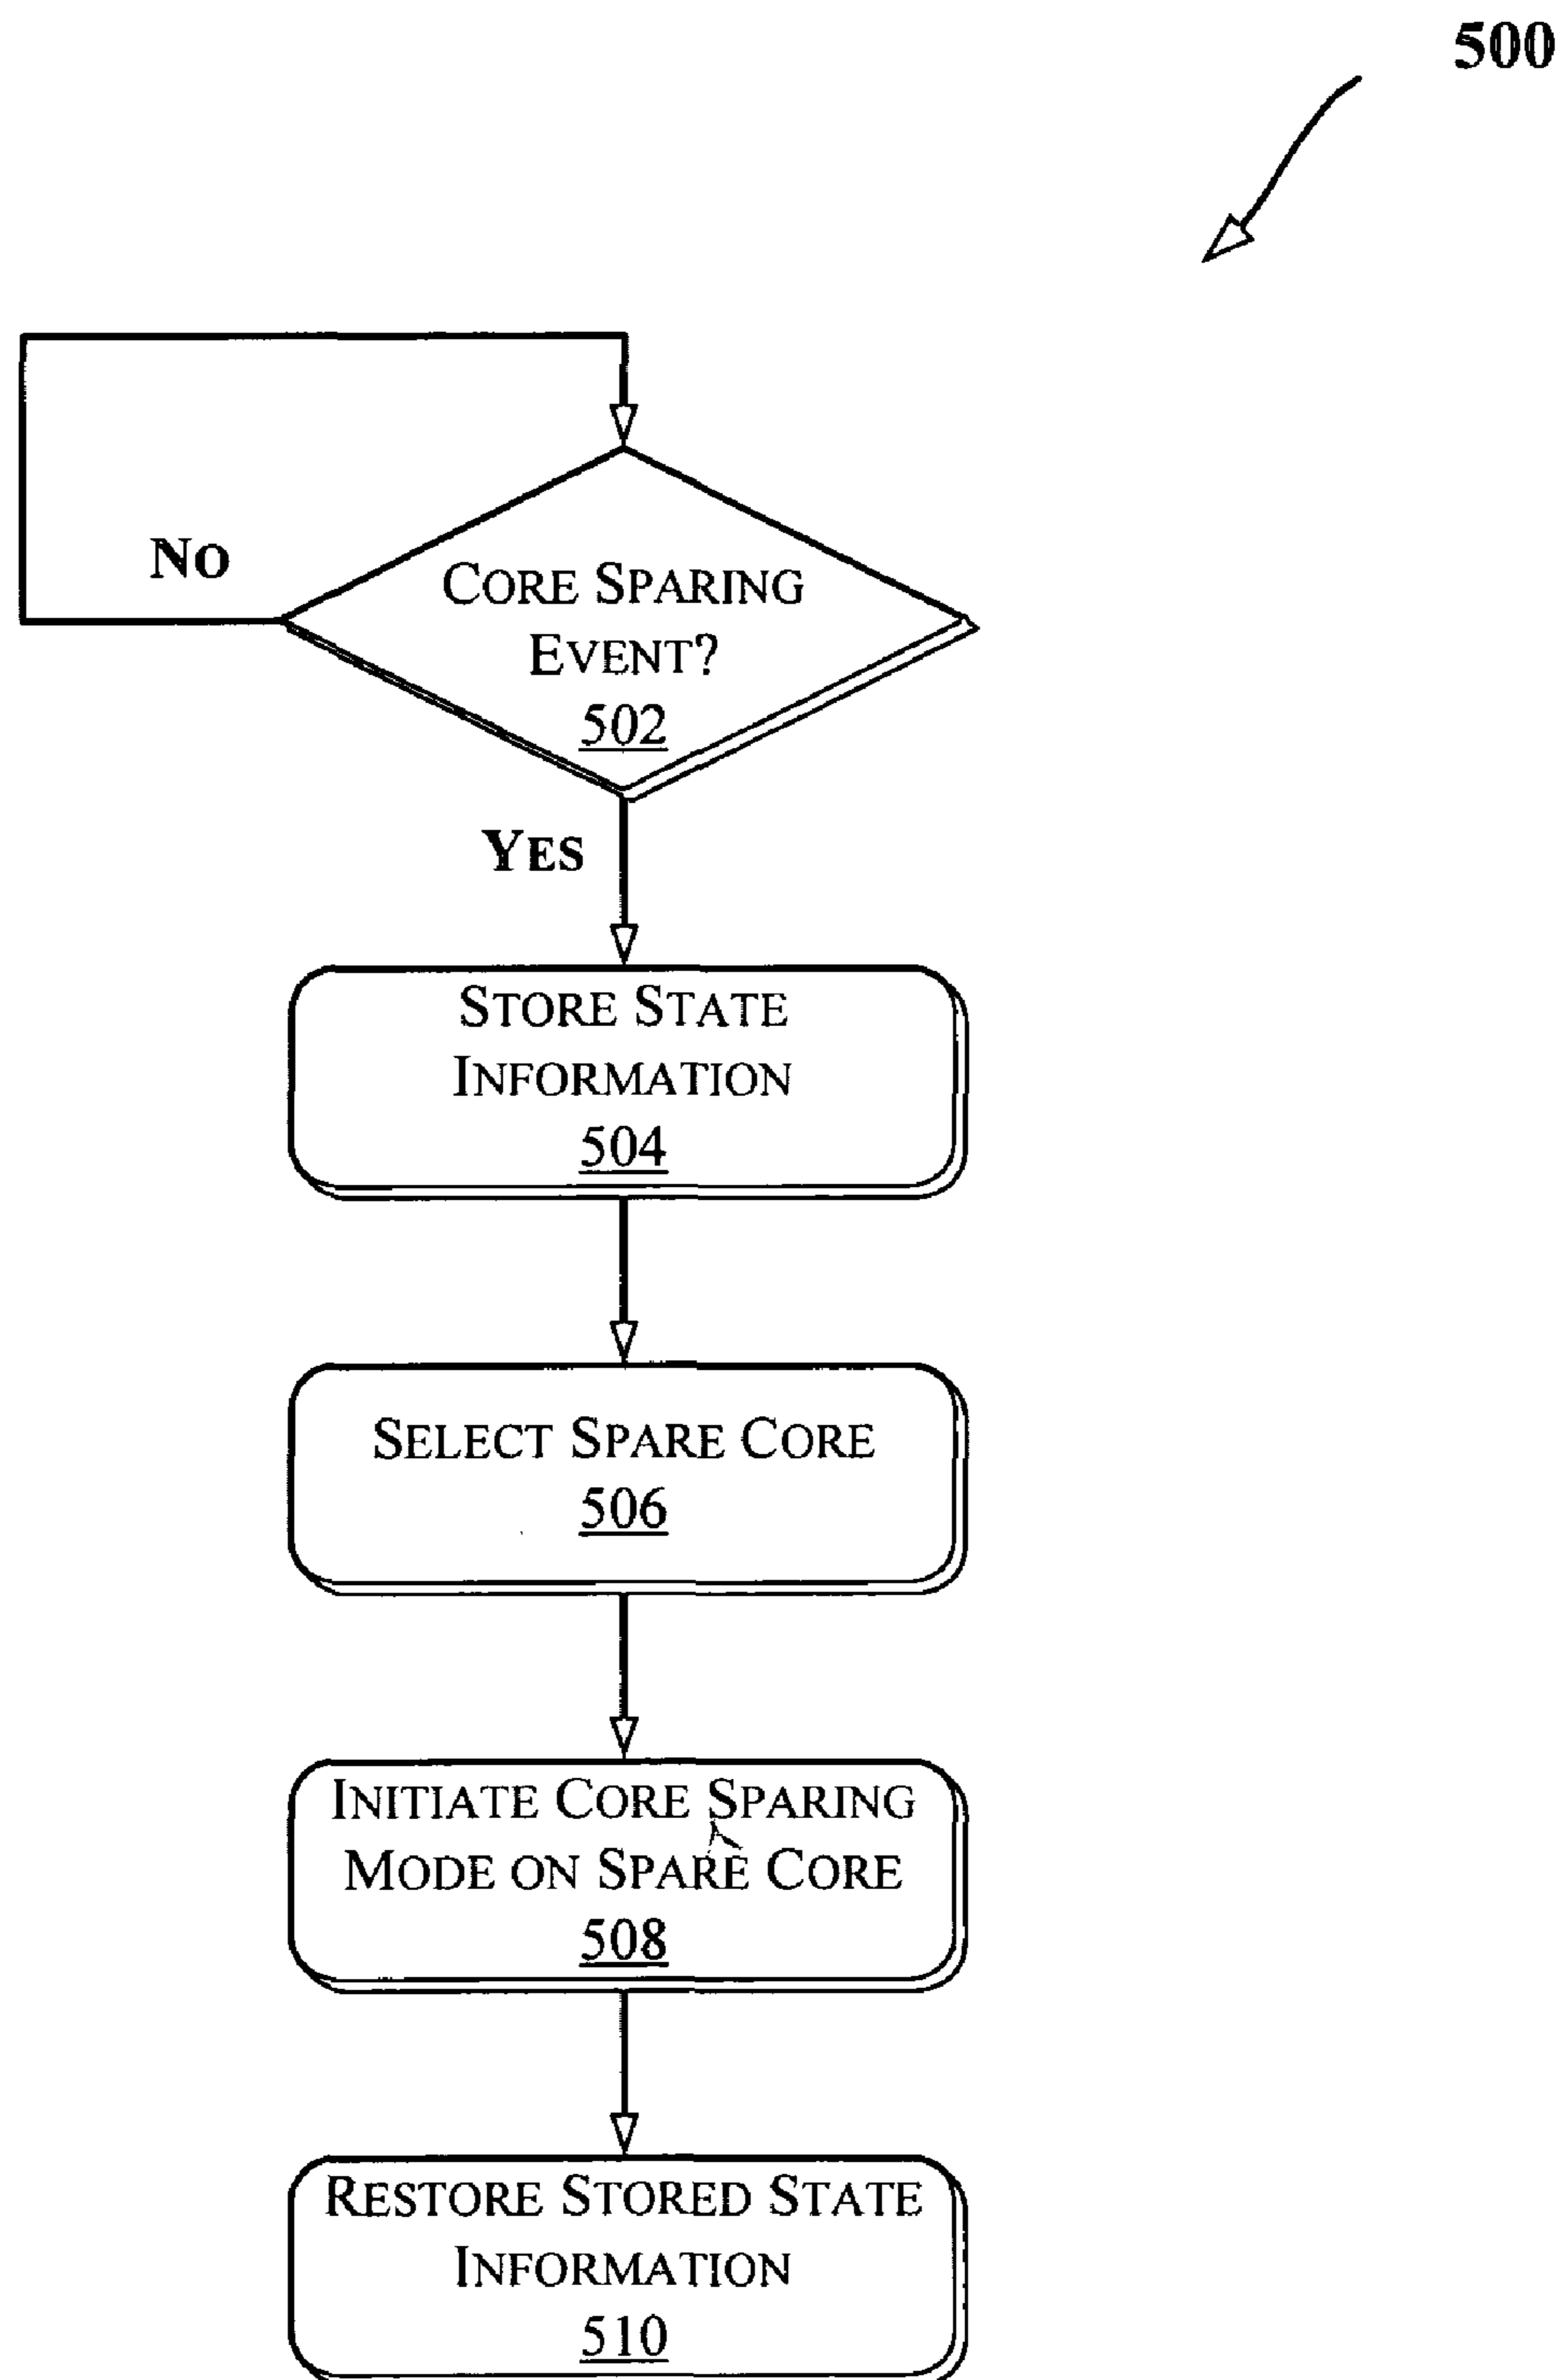 500
NO
CORE SPARING
EVENT?
502
YES
STORE STATE
INFORMATION
504
SELECT SPARE CORE
506
INITIATE CORE SPARING
MODE ON SPARE CORE
508
RESTORE STORED STATE
INFORMATION
510